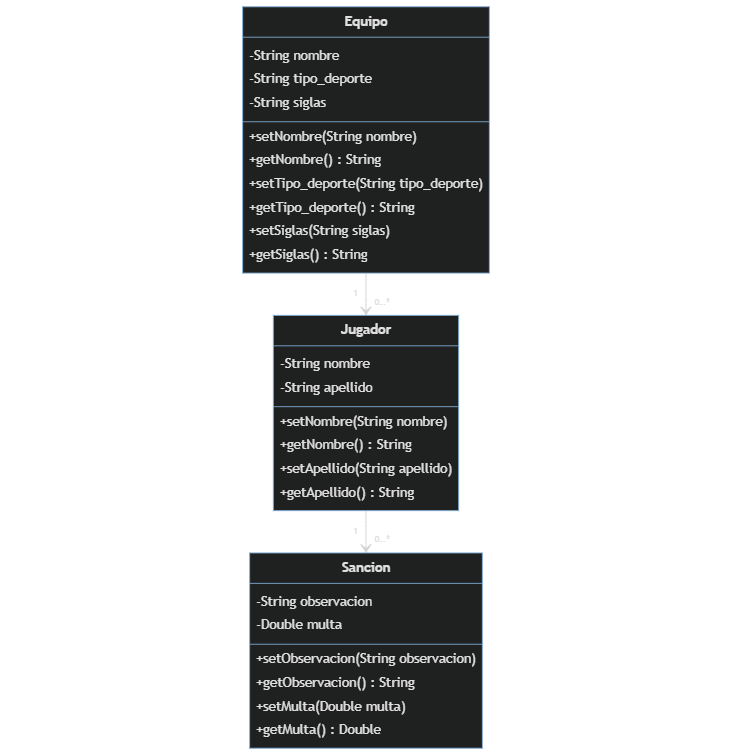 Equipo
-String nombre
-String tipo_deporte
-String siglas
+setNombre(String nombre)
+getNombre() : String
+setTipo_deporte(String tipo_deporte)
+getTipo_deporte() : String
+setSiglas(String siglas)
+getSiglas() : String
1
0..*
Jugador
-String nombre
-String apellido
+setNombre(String nombre)
+getNombre() : String
+setApellido(String apellido)
+getApellido() : String
1
0..*
Sancion
-String observacion
-Double multa
+setObservacion(String observacion)
+getObservacion() : String
+setMulta(Double multa)
+getMulta() : Double